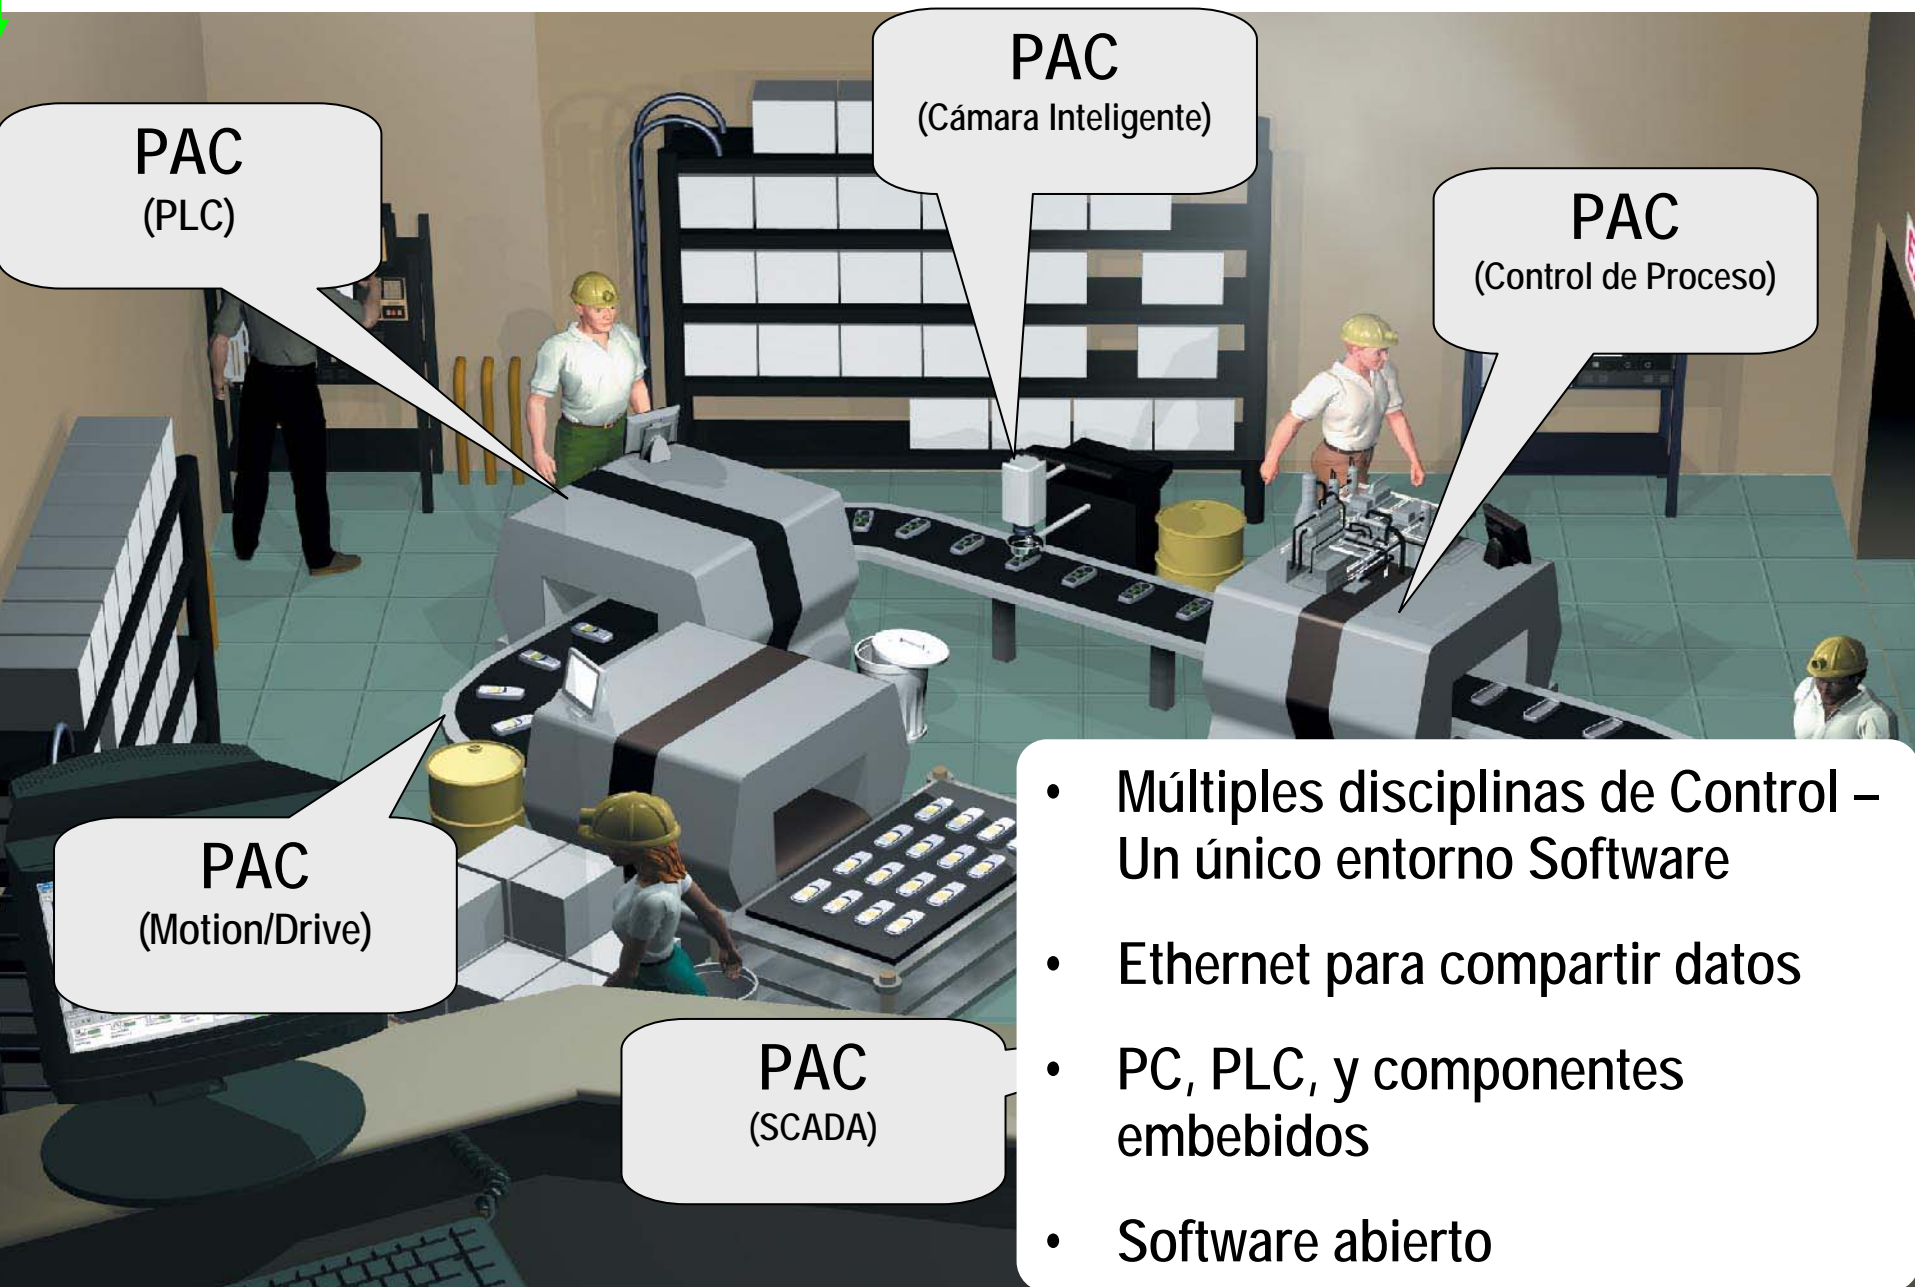 PAC
(Cámara Inteligente)
PAC
(PLC)
PAC
(Control de Proceso)
PAC
(Motion/Drive)
PAC
(SCADA)
• Múltiples disciplinas de Control –
Un único entorno Software
• Ethernet para compartir datos
• PC, PLC, y componentes
embebidos
• Software abierto